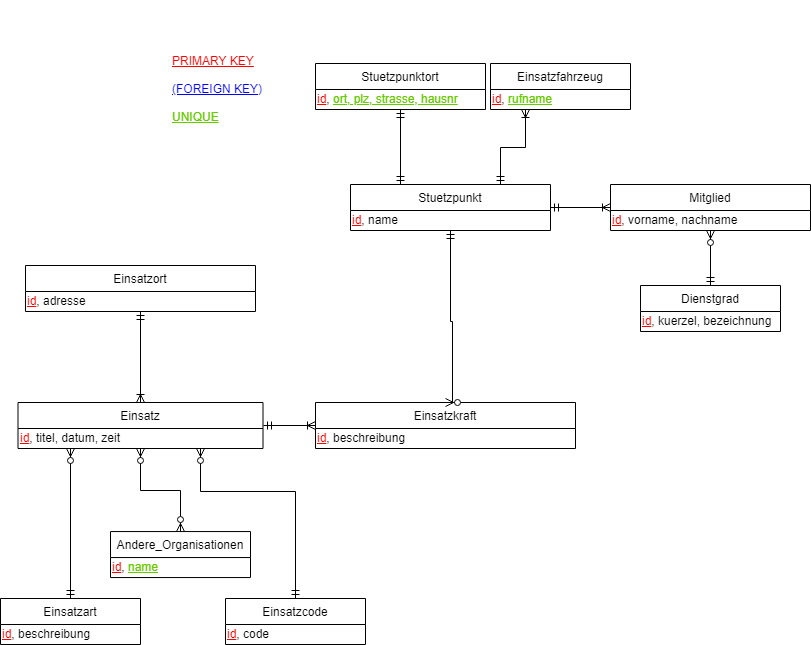 PRIMARY KEY
(FOREIGN KEY)
UNIQUE
Stuetzpunktort
id, ort, plz, strasse, hausnr
Einsatzfahrzeug
id, rufname
Stuetzpunkt
id, name
Mitglied
id, vorname, nachname
Einsatzort
id, adresse
Dienstgrad
id, kuerzel, bezeichnung
Einsatz
id, titel, datum, zeit
Einsatzkraft
id, beschreibung
Andere_Organisationen
id, name
Einsatzart
id, beschreibung
Einsatzcode
id, code